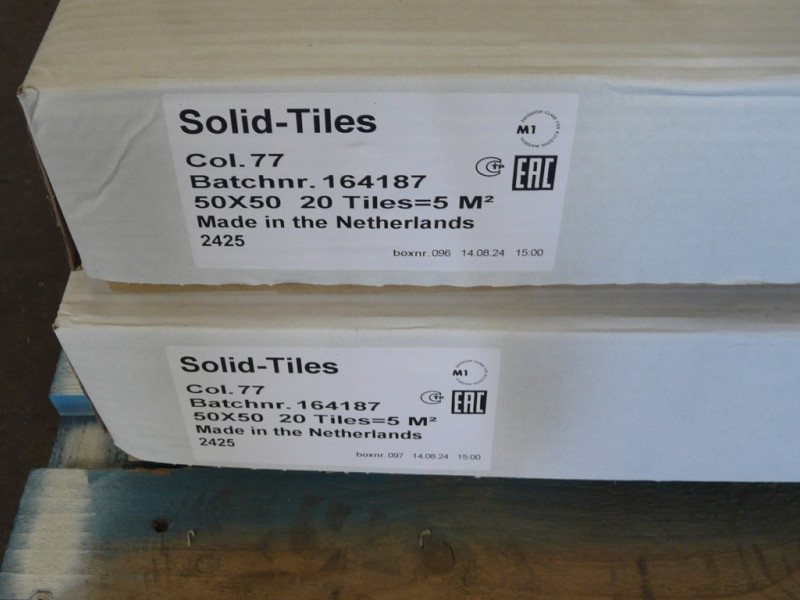 Solid-Tiles
M1
Col. 77
Batchnr. 164187
EAC
50X50 20 Tiles=5 M²
Made in the Netherlands
2425
boxnr. 096 14.08.24 15:00
Solid-Tiles
M1
Col. 77
Batchnr. 164187
EAC
50X50 20 Tiles=5 M²
Made in the Netherlands
2425
boxnr. 097 14.08.24 15:00